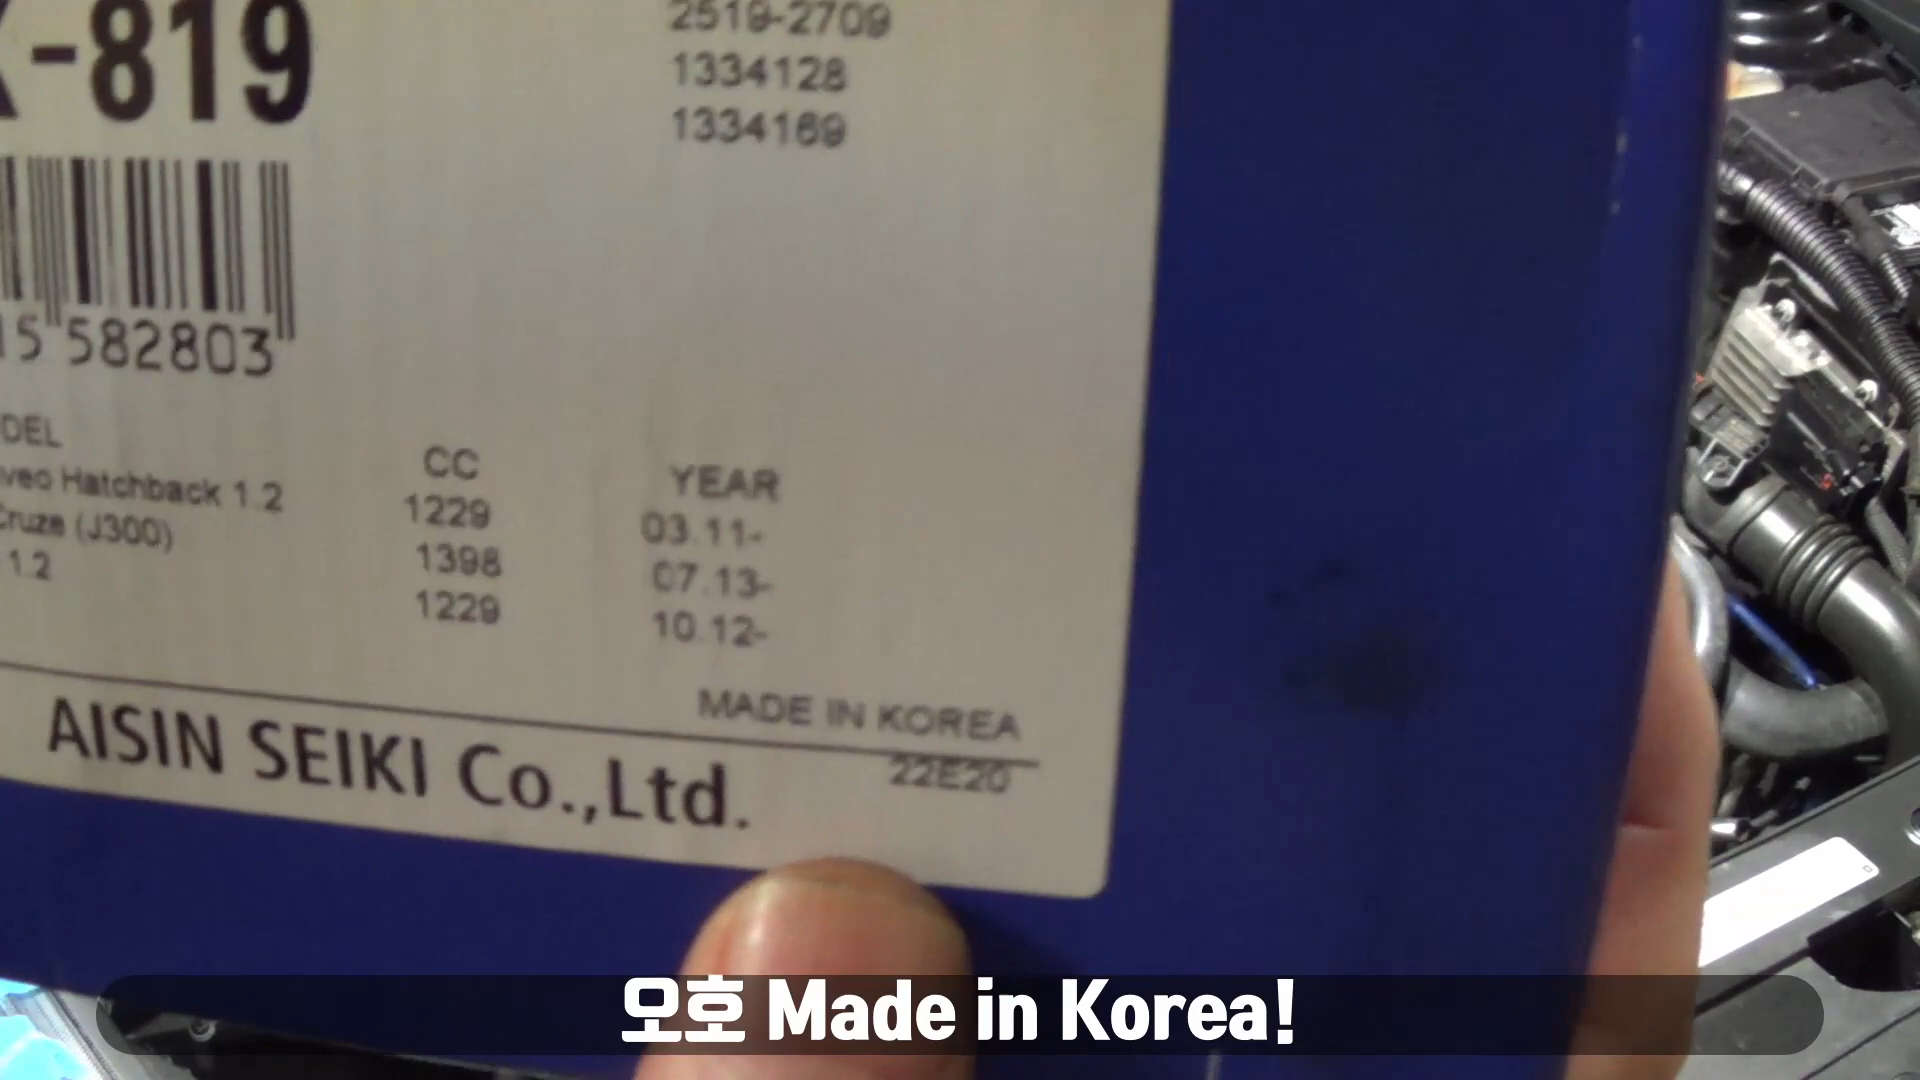 -819
2519-2709
1334128
1334169
15 582803
DEL
CC
YEAR
veo Hatchback 1.2
1229
03.11-
Cruze (J300)
1398
07.13-
1.2
1229
10.12-
MADE IN KOREA
AISIN SEIKI Co.,Ltd.
22E20
오호 Made in Korea!